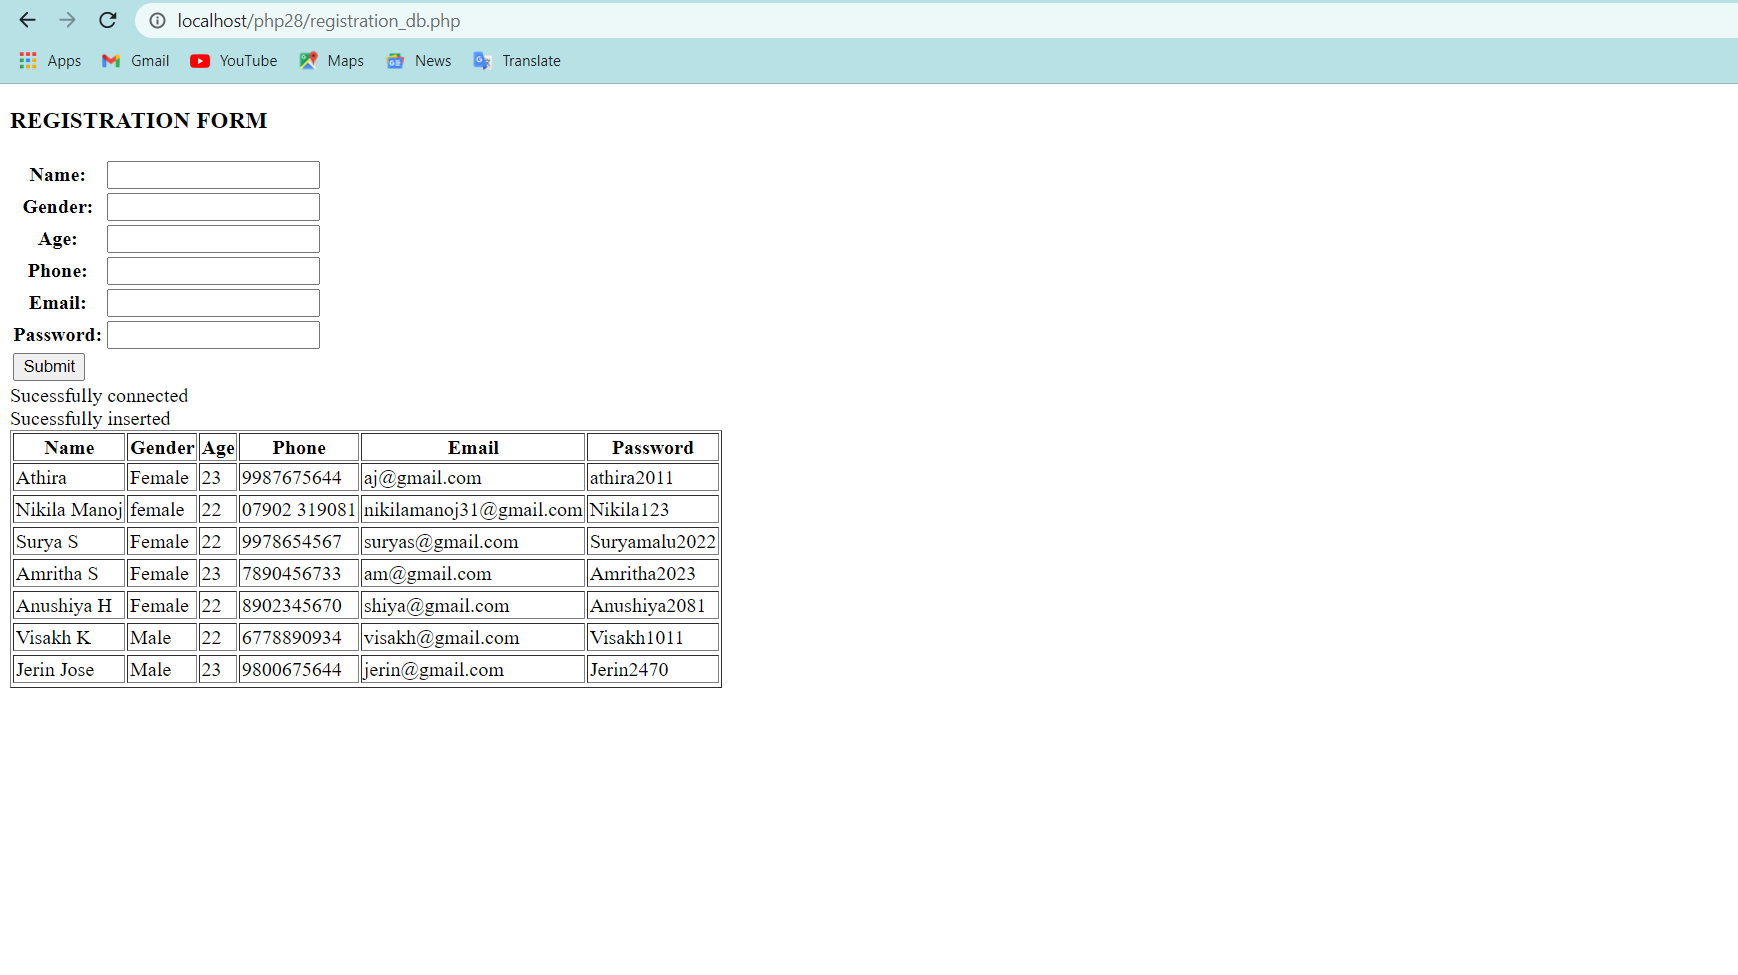 localhost/php28/registration_db.php
Apps Gmail YouTube Maps News Translate
REGISTRATION FORM
Name:
Gender:
Age:
Phone:
Email:
Password:
Submit
Sucessfully connected
Sucessfully inserted
Name Gender Age Phone Email Password
Athira Female 23 9987675644 aj@gmail.com athira2011
Nikila Manoj female 22 07902 319081 nikilamanoj31@gmail.com Nikila123
Surya S Female 22 9978654567 suryas@gmail.com Suryamalu2022
Amritha S Female 23 7890456733 am@gmail.com Amritha2023
Anushiya H Female 22 8902345670 shiya@gmail.com Anushiya2081
Visakh K Male 22 6778890934 visakh@gmail.com Visakh1011
Jerin Jose Male 23 9800675644 jerin@gmail.com Jerin2470